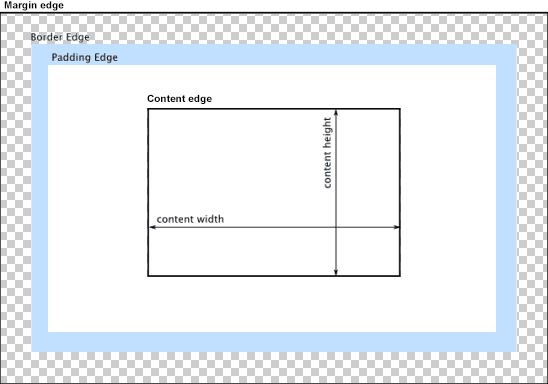 Margin edge
Border Edge
Padding Edge
Content edge
content height
content width